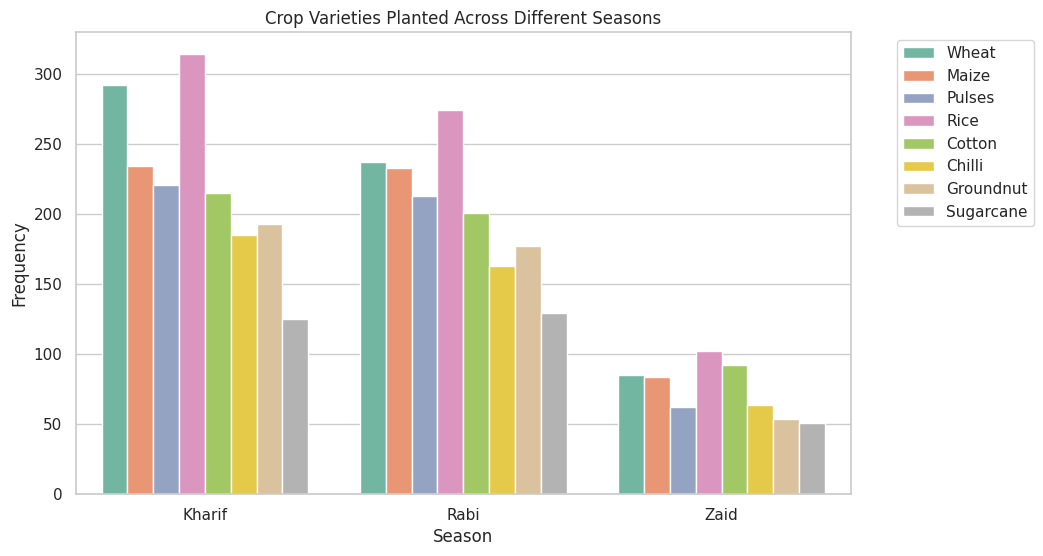 Crop Varieties Planted Across Different Seasons
Frequency
300
250
200
150
100
50
0
Kharif
Rabi
Zaid
Season
Wheat
Maize
Pulses
Rice
Cotton
Chilli
Groundnut
Sugarcane